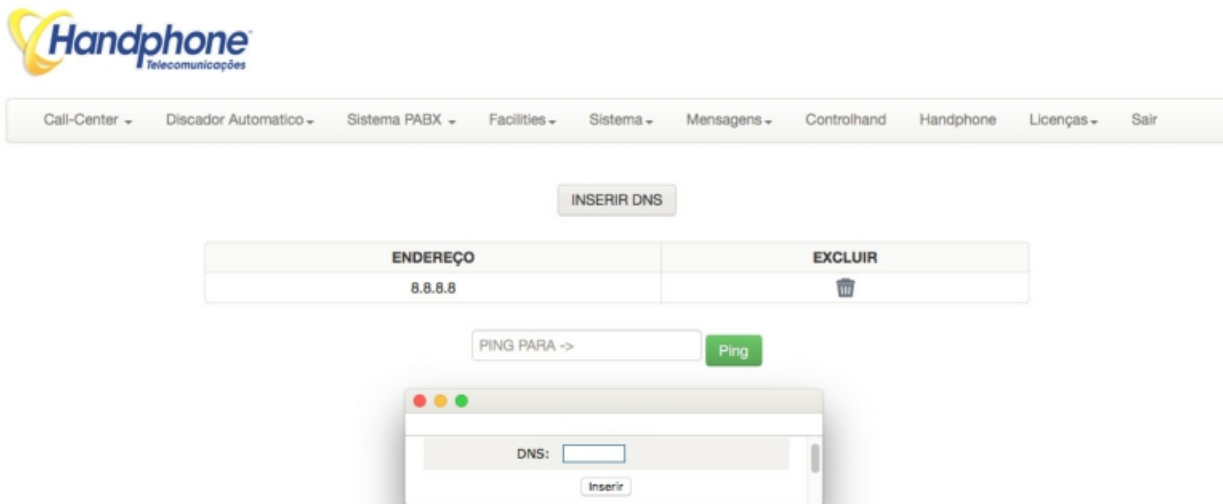 Handphone
Telecomunicações
Call-Center Discador Automatico Sistema PABX Facilities Sistema Mensagens Controlhand Handphone Licenças Sair
INSERIR DNS
ENDEREÇO EXCLUIR
8.8.8.8
PING PARA -> Ping
DNS:
Inserir